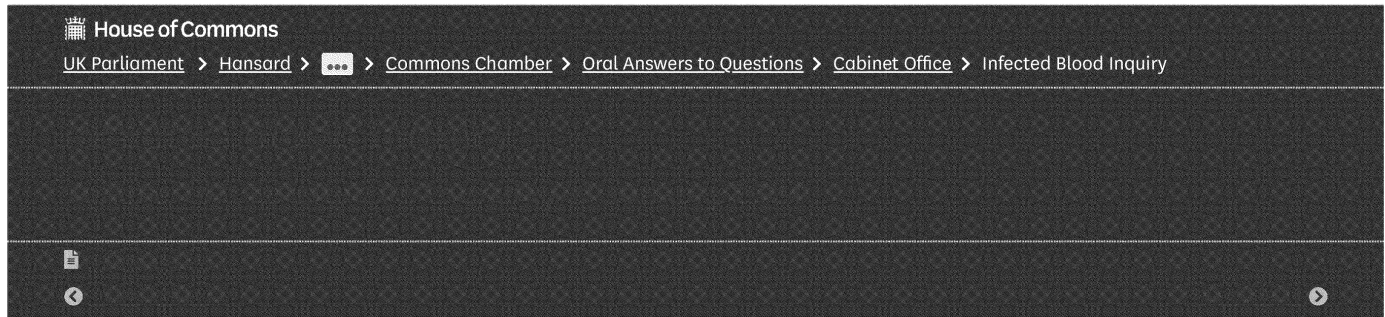 House of Commons
UK Parliament > Hansard > ... > Commons Chamber > Oral Answers to Questions > Cabinet Office > Infected Blood Inquiry